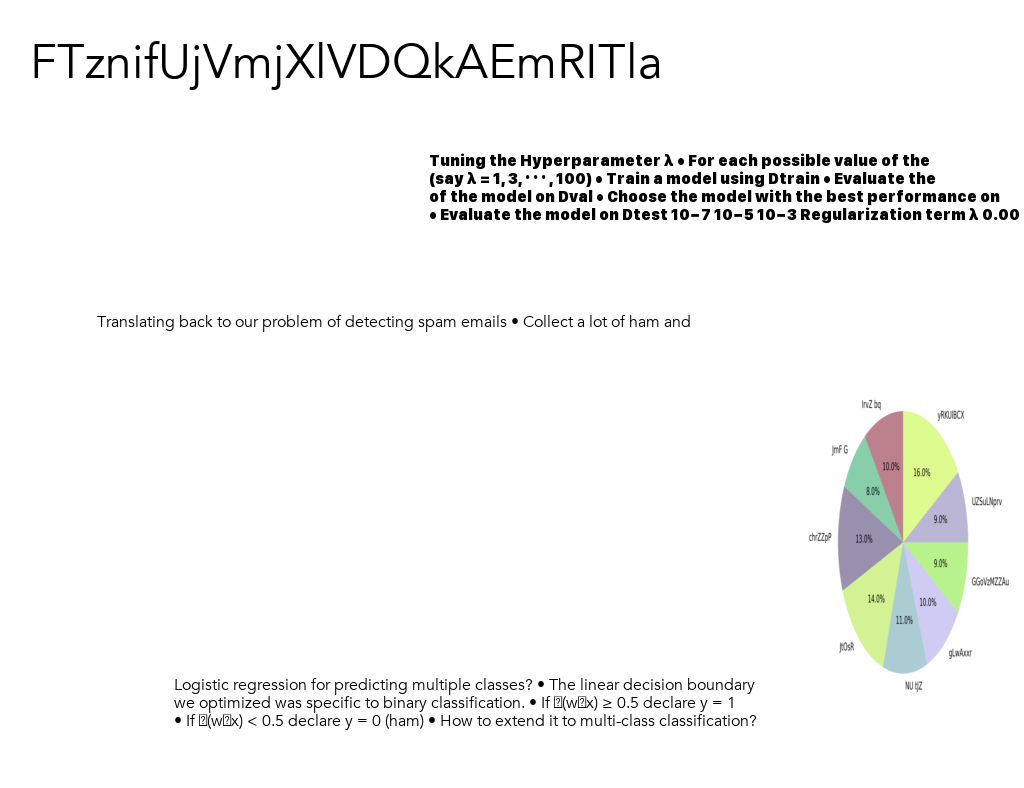 FTznifUjVmjXlVDQkAEmRlTla
Tuning the Hyperparameter λ • For each possible value of the
(say λ = 1, 3, · · · , 100) • Train a model using Dtrain • Evaluate the
of the model on Dval • Choose the model with the best performance on
• Evaluate the model on Dtest 10−7 10−5 10−3 Regularization term λ 0.00
Translating back to our problem of detecting spam emails • Collect a lot of ham and
IrvZ bq
yRKUIBCX
JmF G
10.0%
16.0%
8.0%
UZSuLNprv
9.0%
chrZZpP
13.0%
9.0%
GGoVzMZZAu
14.0%
10.0%
11.0%
JtOsR
gLwAxxr
NU tJZ
Logistic regression for predicting multiple classes? • The linear decision boundary
we optimized was specific to binary classification. • If (wx) ≥ 0.5 declare y = 1
• If (wx) < 0.5 declare y = 0 (ham) • How to extend it to multi-class classification?